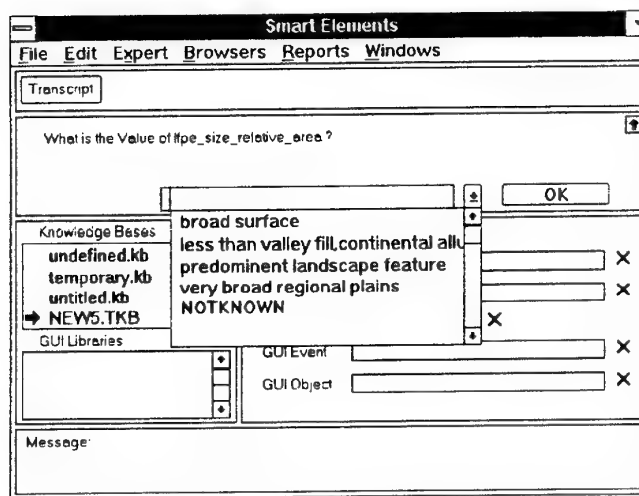 Smart Elements
File Edit Expert Browsers Reports Windows
Transcript
What is the Value of lfpe_size_relative_area ?
OK
broad surface
less than valley fill,continental allu
predominent landscape feature
very broad regional plains
NOTKNOWN
Knowledge Bases
undefined.kb
temporary.kb
untitled.kb
NEW5.TKB
GUI Libraries
GUI Event
GUI Object
Message: